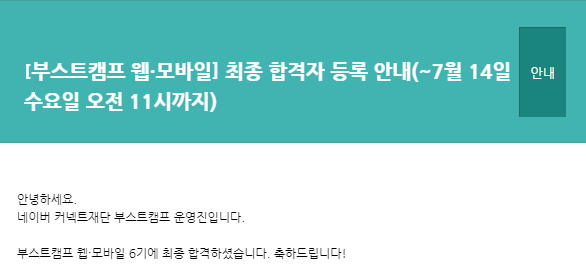 [부스트캠프 웹·모바일] 최종 합격자 등록 안내(~7월 14일
수요일 오전 11시까지)
안내
안녕하세요.
네이버 커넥트재단 부스트캠프 운영진입니다.
부스트캠프 웹·모바일 6기에 최종 합격하셨습니다. 축하드립니다!